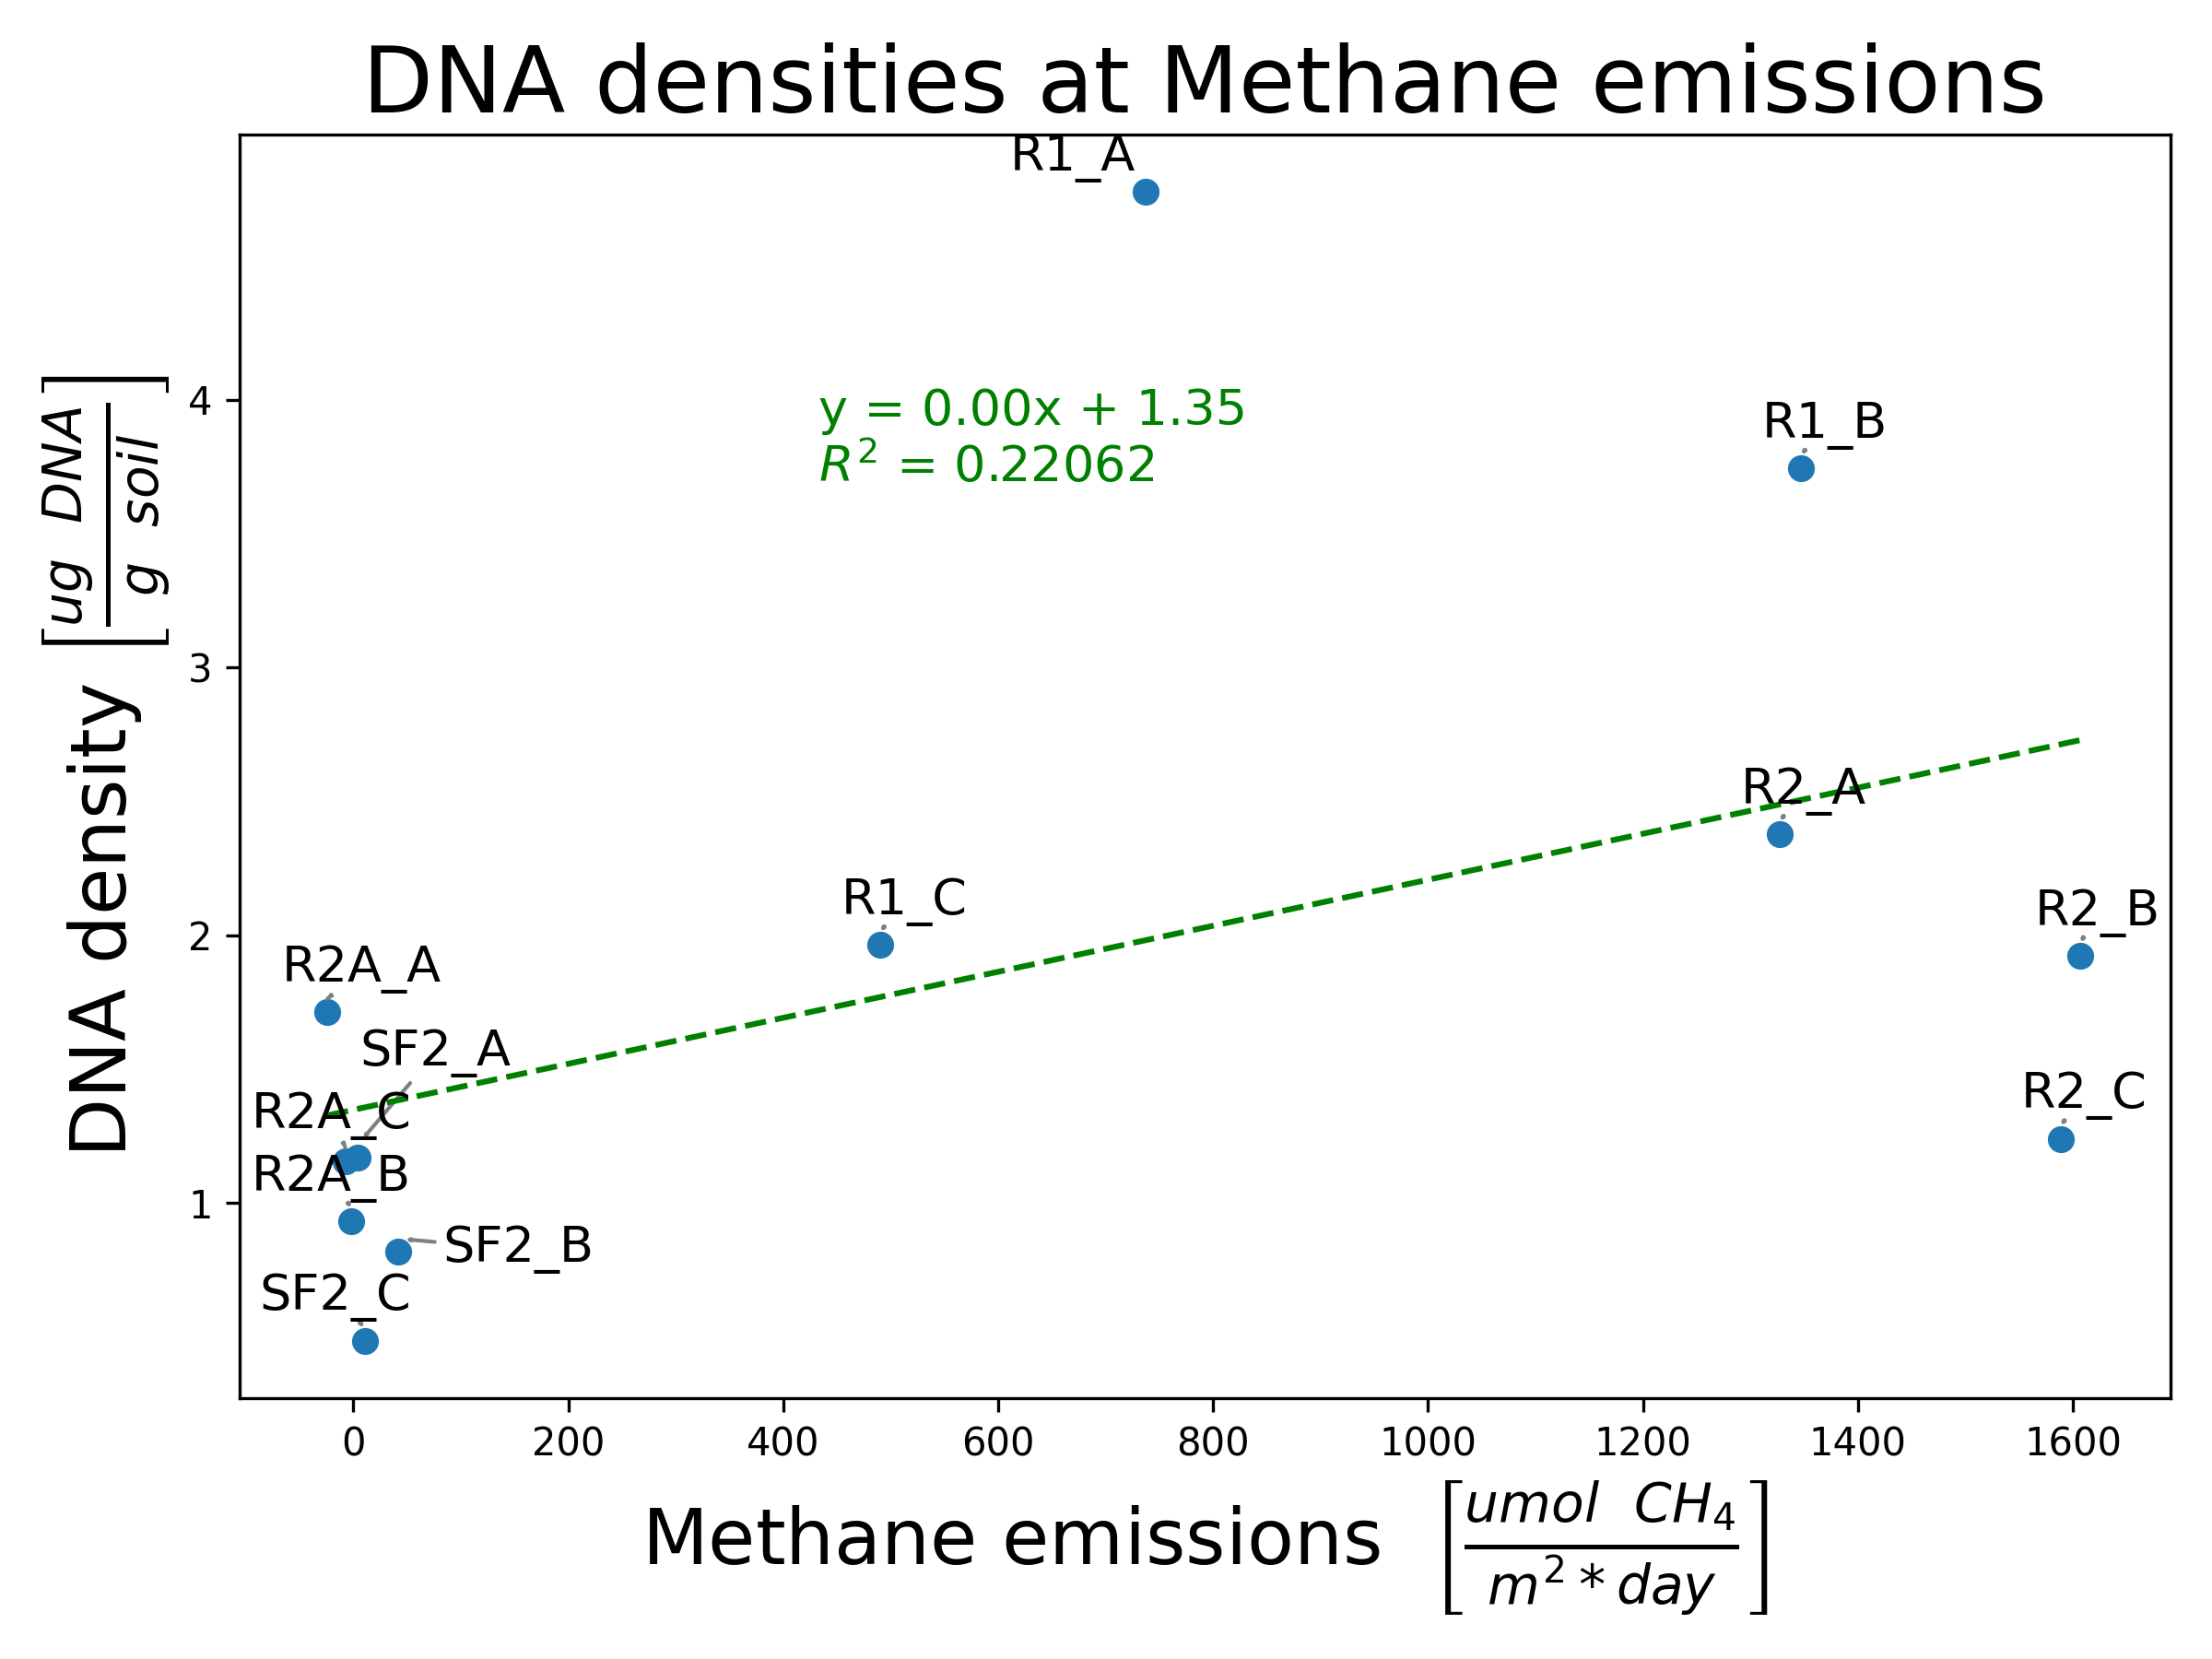 DNA densities at Methane emissions
R1_A
y = 0.00x + 1.35
R² = 0.22062
R1_B
R2_A
R1_C
R2_B
R2A_A
SF2_A
R2A_C
R2_C
R2A_B
SF2_B
SF2_C
4
3
2
1
0 200 400 600 800 1000 1200 1400 1600
DNA density [ug DNA / g soil]
Methane emissions [umol CH₄ / m² * day]